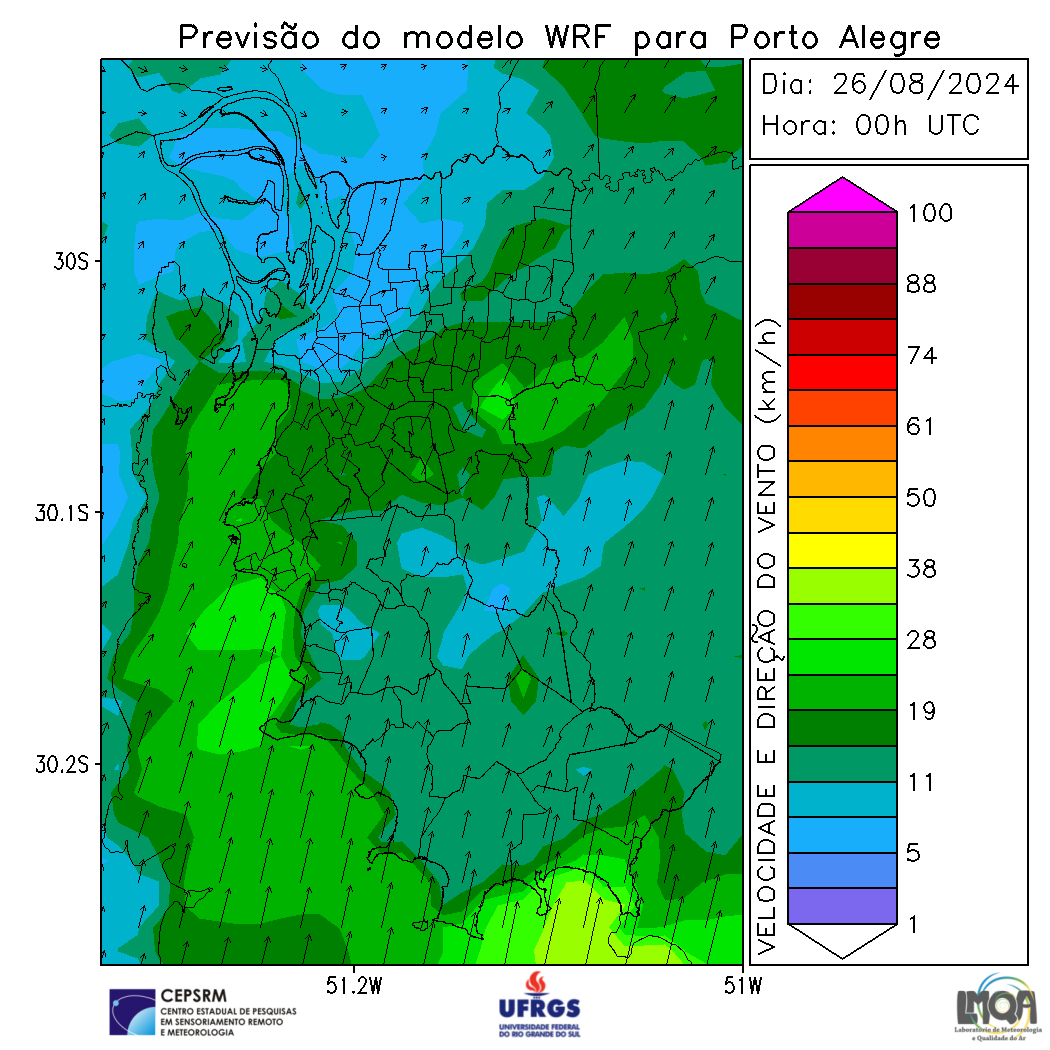 Previsão do modelo WRF para Porto Alegre
Dia: 26/08/2024
Hora: 00h UTC
30S
30.1S
30.2S
51.2W
51W
VELOCIDADE E DIREÇÃO DO VENTO (km/h)
100
88
74
61
50
38
28
19
11
5
1
CEPSRM
CENTRO ESTADUAL DE PESQUISAS
EM SENSORIAMENTO REMOTO
E METEOROLOGIA
UFRGS
UNIVERSIDADE FEDERAL
DO RIO GRANDE DO SUL
LMQA
Laboratório de Meteorologia
e Qualidade do Ar